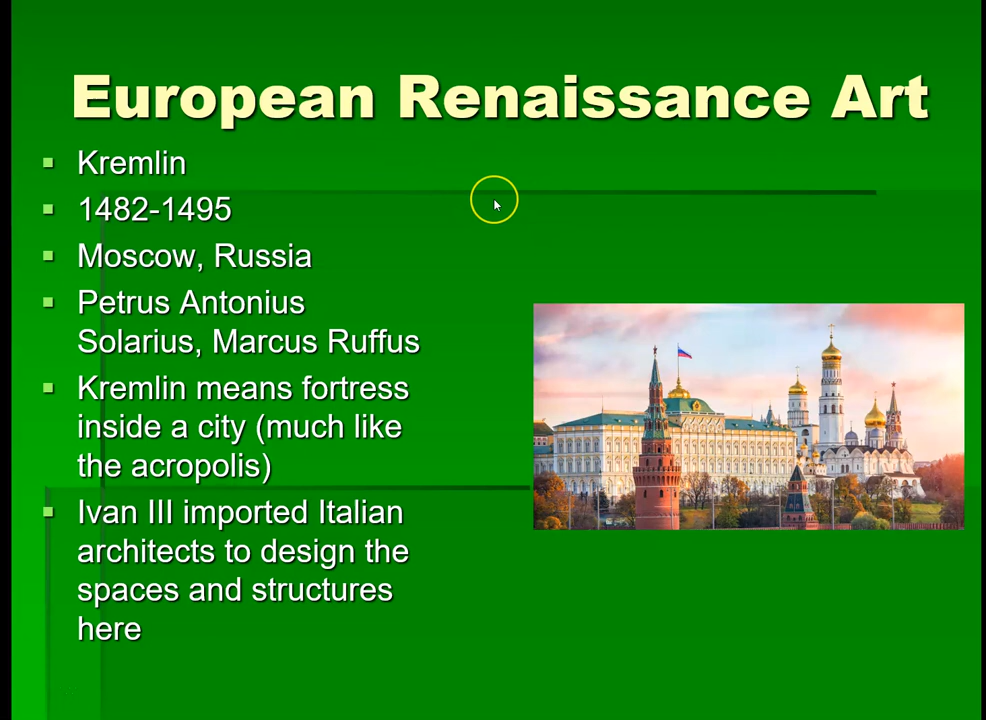 European Renaissance Art
Kremlin
1482-1495
Moscow, Russia
Petrus Antonius
Solarius, Marcus Ruffus
Kremlin means fortress
inside a city (much like
the acropolis)
Ivan III imported Italian
architects to design the
spaces and structures
here